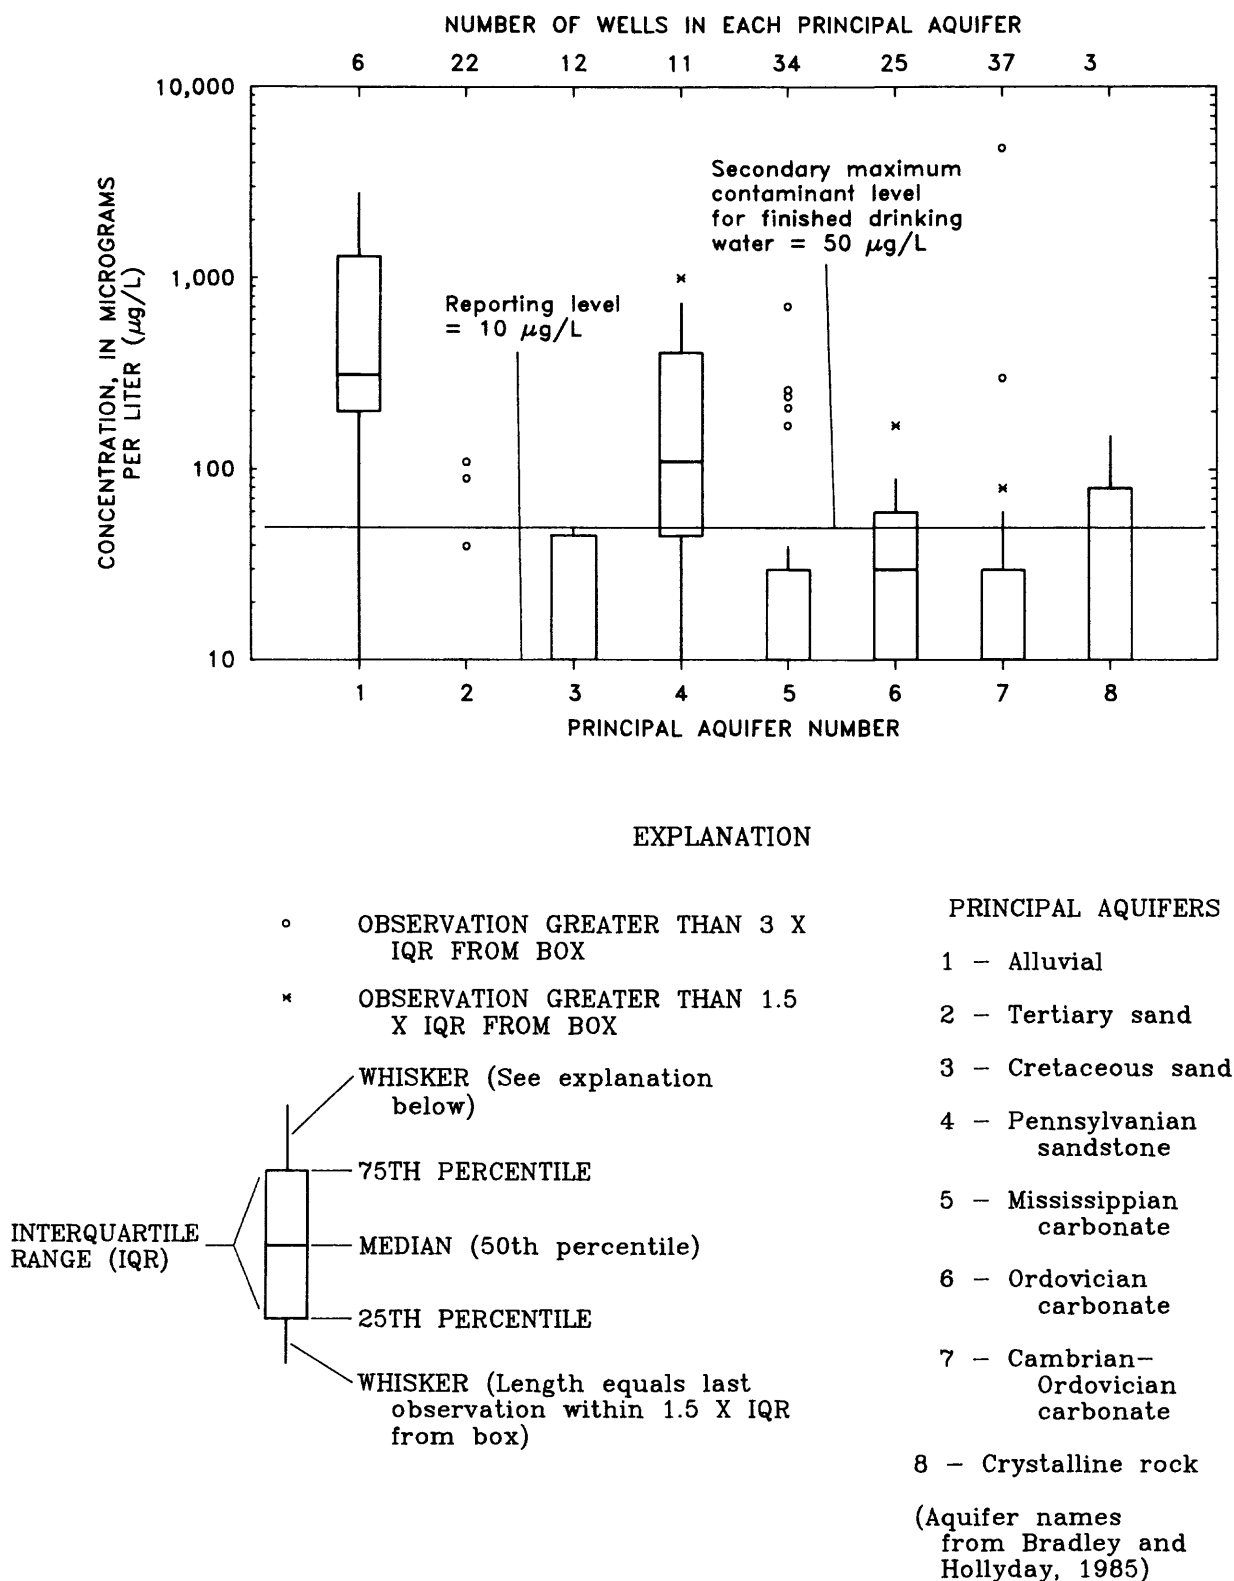 NUMBER OF WELLS IN EACH PRINCIPAL AQUIFER
6 22 12 11 34 25 37 3
10,000
1,000
100
10
CONCENTRATION, IN MICROGRAMS
PER LITER (µg/L)
Secondary maximum
contaminant level
for finished drinking
water = 50 µg/L
Reporting level
= 10 µg/L
1 2 3 4 5 6 7 8
PRINCIPAL AQUIFER NUMBER
EXPLANATION
OBSERVATION GREATER THAN 3 X
IQR FROM BOX
OBSERVATION GREATER THAN 1.5
X IQR FROM BOX
WHISKER (See explanation
below)
75TH PERCENTILE
INTERQUARTILE
RANGE (IQR)
MEDIAN (50th percentile)
25TH PERCENTILE
WHISKER (Length equals last
observation within 1.5 X IQR
from box)
PRINCIPAL AQUIFERS
1 – Alluvial
2 – Tertiary sand
3 – Cretaceous sand
4 – Pennsylvanian
sandstone
5 – Mississippian
carbonate
6 – Ordovician
carbonate
7 – Cambrian–
Ordovician
carbonate
8 – Crystalline rock
(Aquifer names
from Bradley and
Hollyday, 1985)